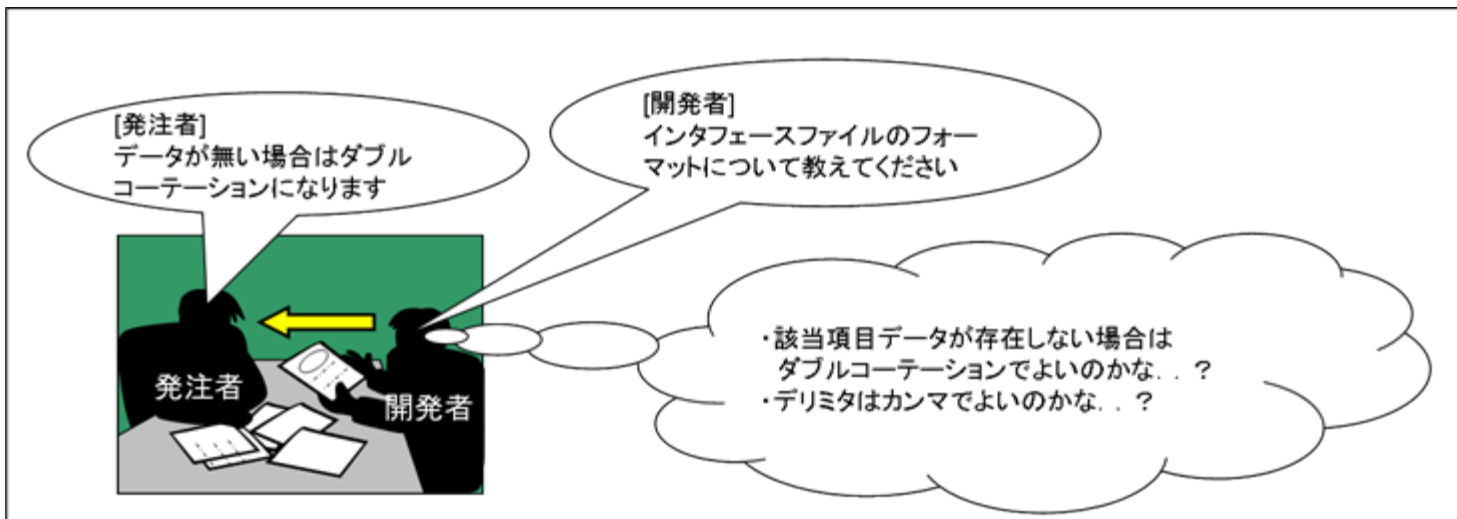 [発注者]
データが無い場合はダブル
コーテーションになります
[開発者]
インタフェースファイルのフォー
マットについて教えてください
・該当項目データが存在しない場合は
ダブルコーテーションでよいのかな．．？
・デリミタはカンマでよいのかな．．？
発注者
開発者